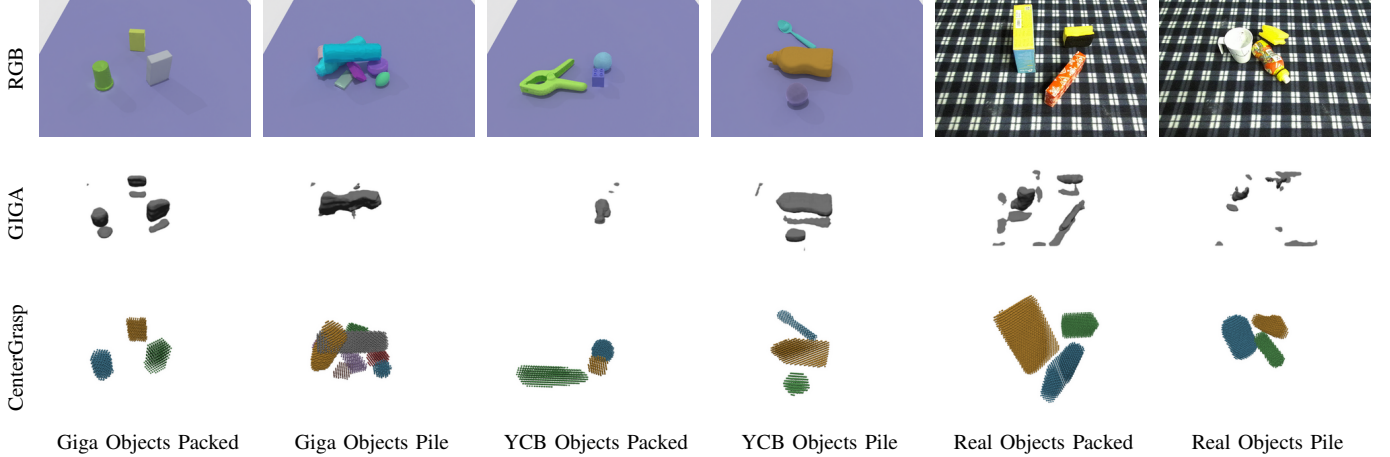 RGB
GIGA
CenterGrasp
Giga Objects Packed
Giga Objects Pile
YCB Objects Packed
YCB Objects Pile
Real Objects Packed
Real Objects Pile